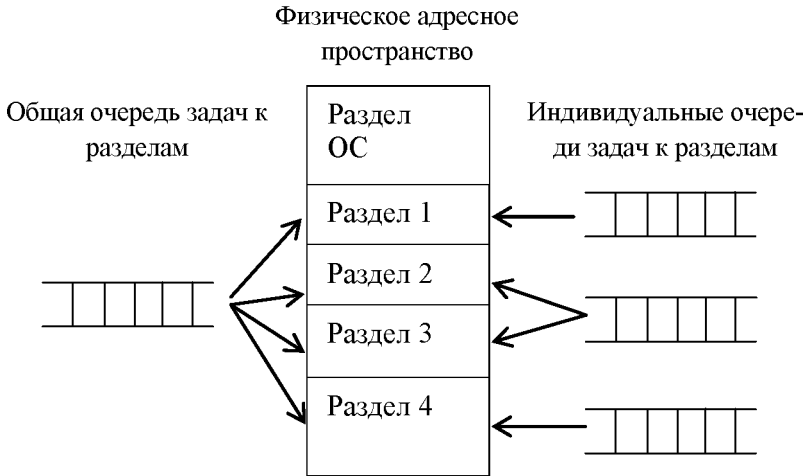 Физическое адресное
пространство
Общая очередь задач к
разделам
Индивидуальные очере-
ди задач к разделам
Раздел
ОС
Раздел 1
Раздел 2
Раздел 3
Раздел 4